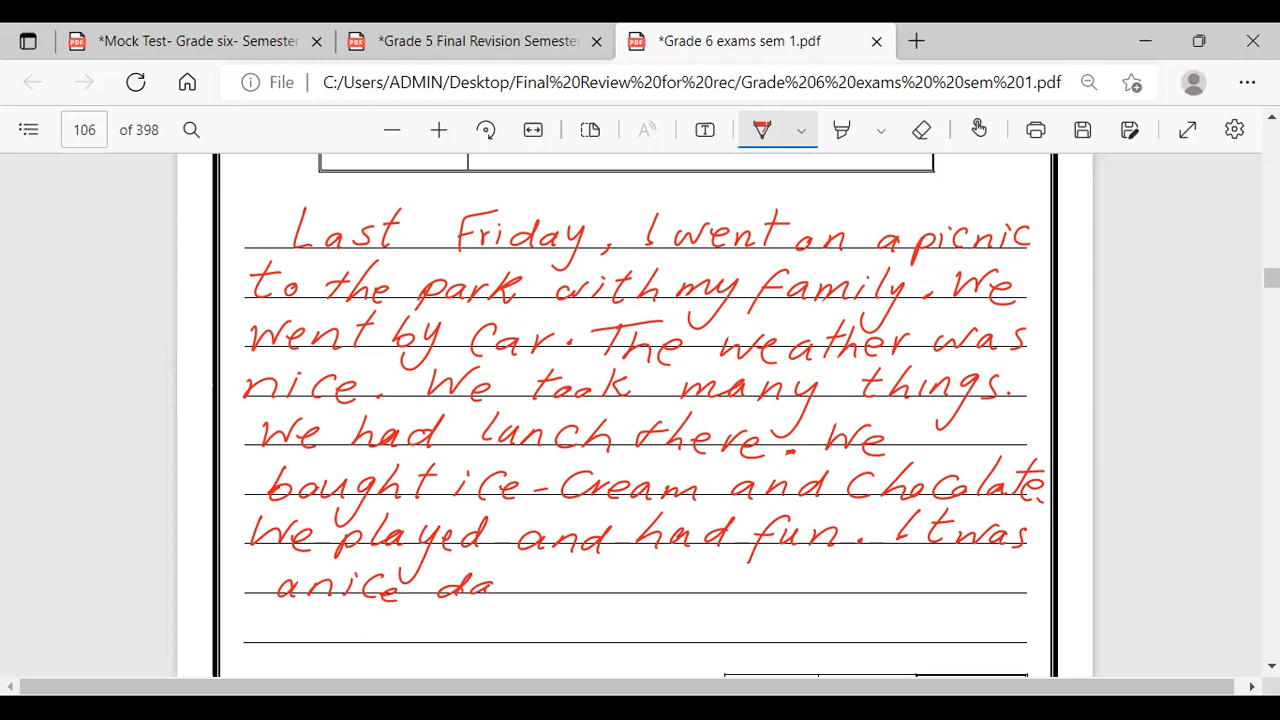 *Mock Test- Grade six- Semester
*Grade 5 Final Revision Semester
*Grade 6 exams sem 1.pdf
File C:/Users/ADMIN/Desktop/Final%20Review%20for%20rec/Grade%206%20exams%20%20sem%201.pdf
106 of 398
Last Friday, I went on a picnic
to the park with my family. We
went by car. The weather was
nice. We took many things.
We had lunch there. We
bought ice-cream and chocolate.
We played and had fun. It was
a nice da